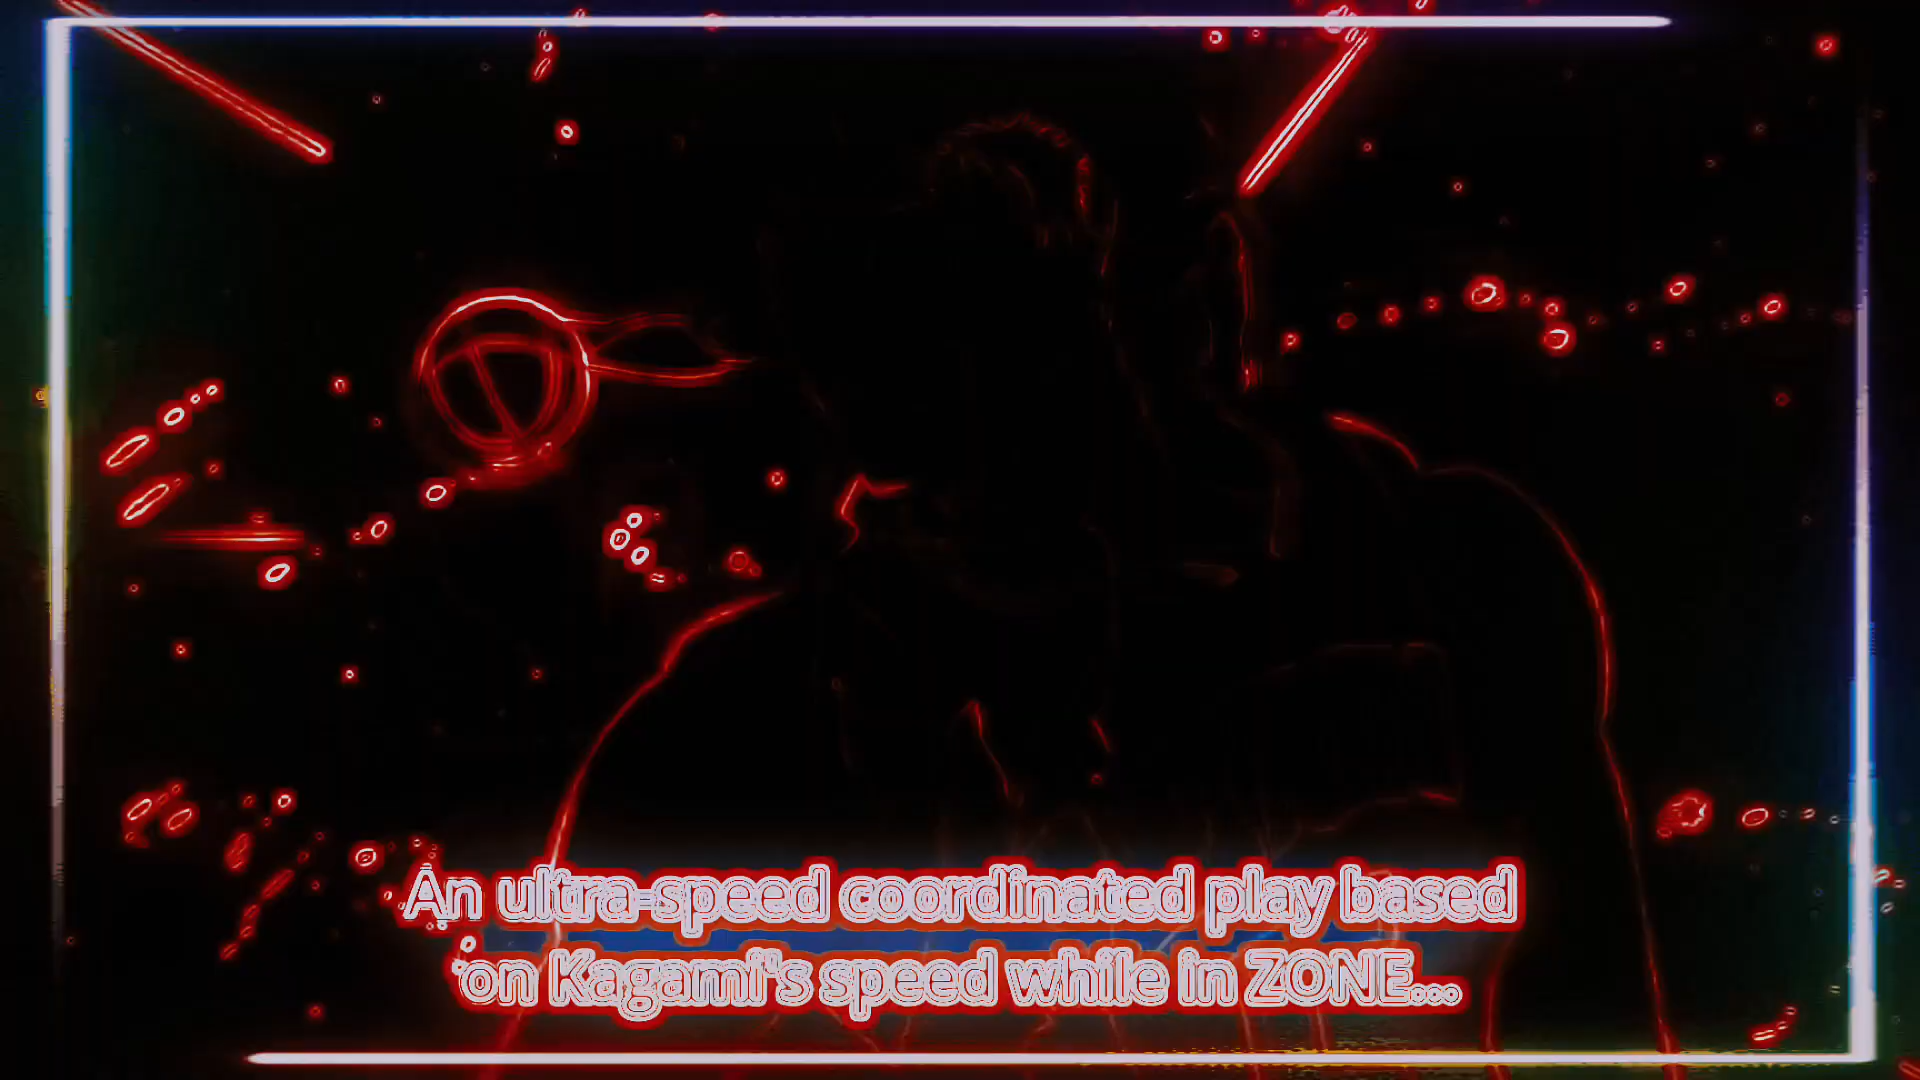 An ultra-speed coordinated play based
on Kagami's speed while in ZONE...